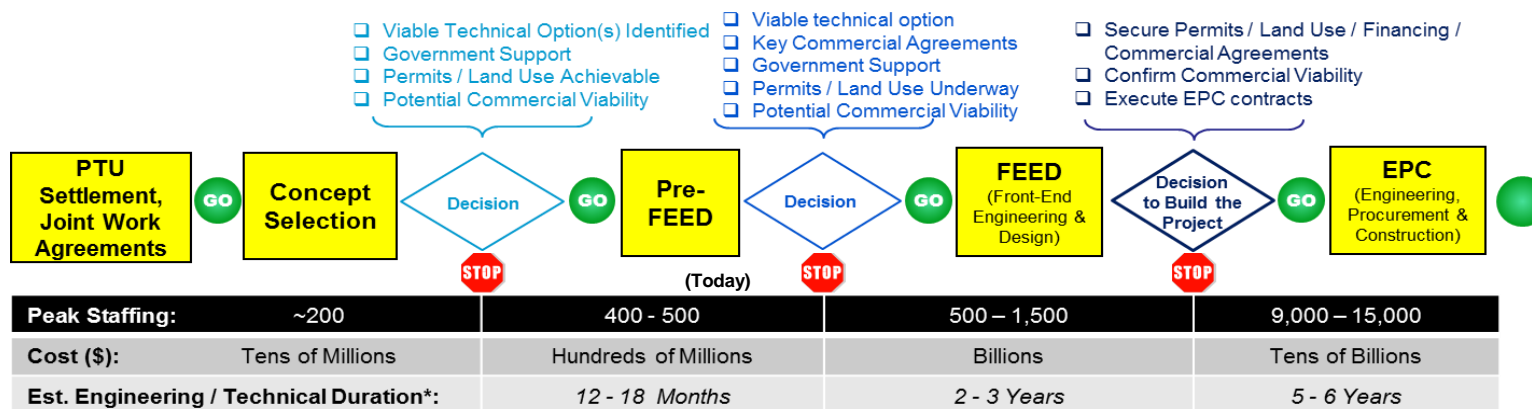 ❑ Viable Technical Option(s) Identified
❑ Government Support
❑ Permits / Land Use Achievable
❑ Potential Commercial Viability
❑ Viable technical option
❑ Key Commercial Agreements
❑ Government Support
❑ Permits / Land Use Underway
❑ Potential Commercial Viability
❑ Secure Permits / Land Use / Financing /
Commercial Agreements
❑ Confirm Commercial Viability
❑ Execute EPC contracts
PTU
Settlement,
Joint Work
Agreements
GO
Concept
Selection
Decision
STOP
GO
Pre-
FEED
(Today)
Decision
STOP
GO
FEED
(Front-End
Engineering &
Design)
Decision
to Build the
Project
STOP
GO
EPC
(Engineering,
Procurement &
Construction)
Peak Staffing: ~200 400 - 500 500 – 1,500 9,000 – 15,000
Cost ($): Tens of Millions Hundreds of Millions Billions Tens of Billions
Est. Engineering / Technical Duration*: 12 - 18 Months 2 - 3 Years 5 - 6 Years